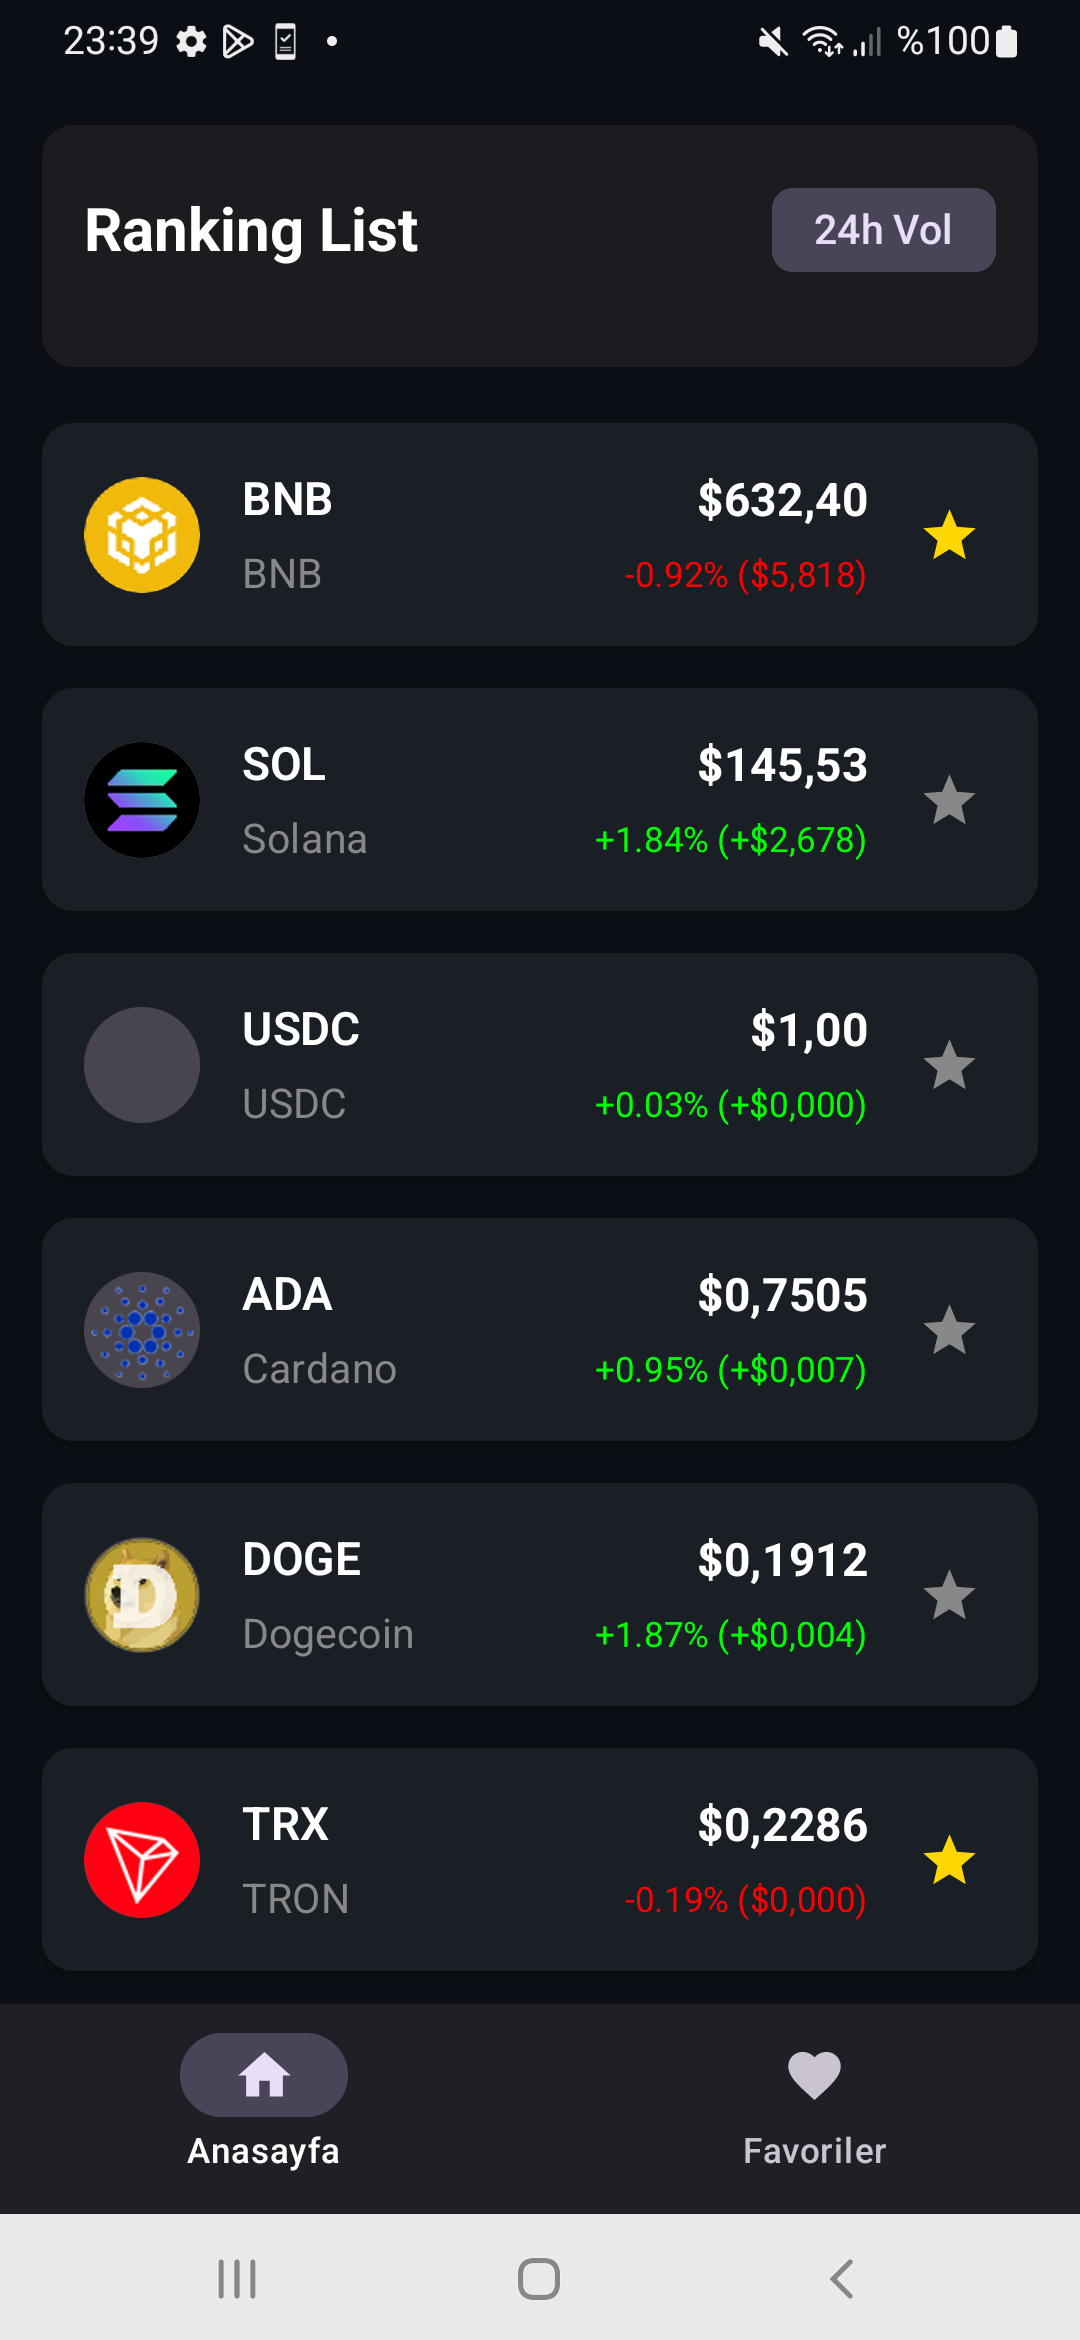 23:39 %100
Ranking List 24h Vol
BNB $632,40
BNB -0.92% ($5,818)
SOL $145,53
Solana +1.84% (+$2,678)
USDC $1,00
USDC +0.03% (+$0,000)
ADA $0,7505
Cardano +0.95% (+$0,007)
DOGE $0,1912
Dogecoin +1.87% (+$0,004)
TRX $0,2286
TRON -0.19% ($0,000)
Anasayfa Favoriler